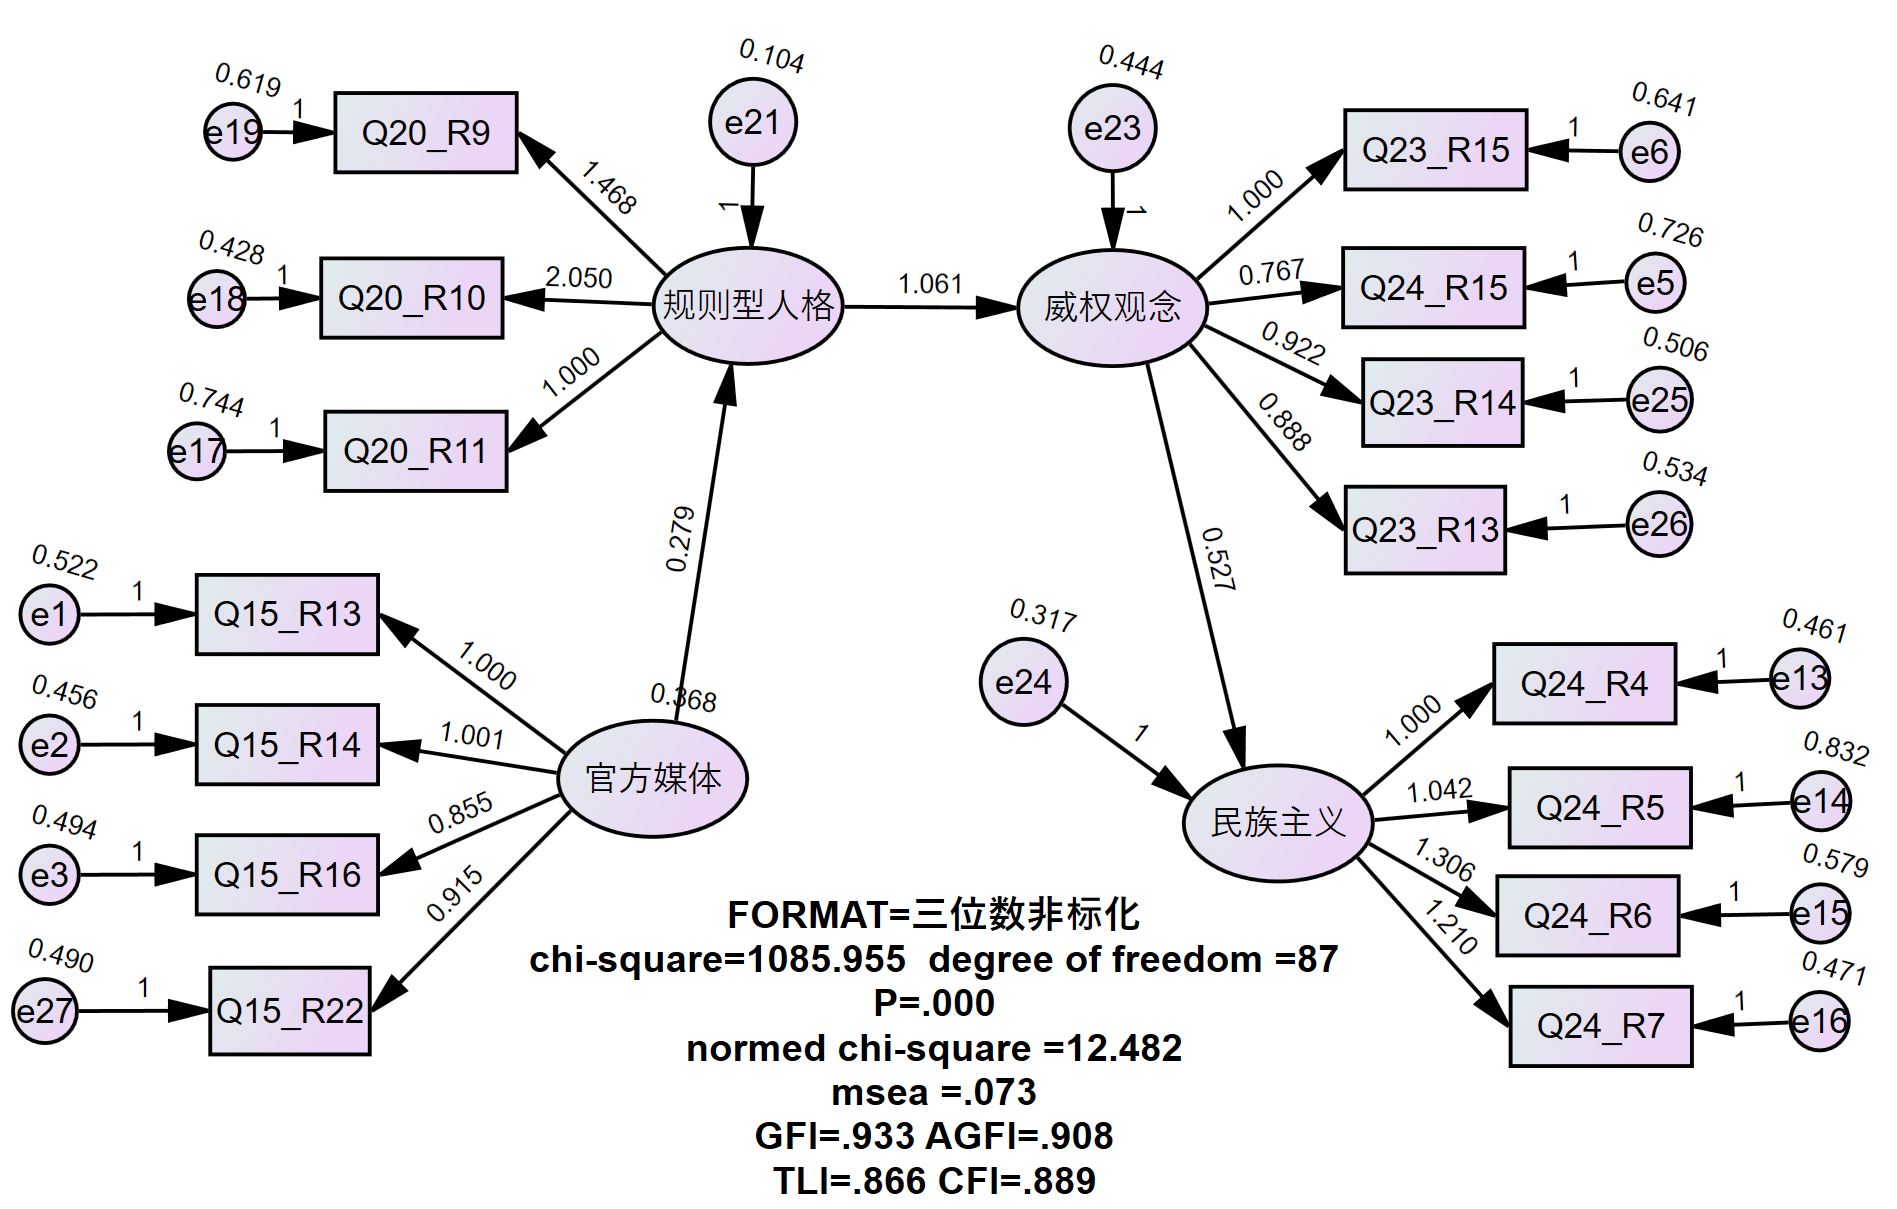 0.619
e19
1
Q20_R9
1.468
0.428
e18
1
Q20_R10
2.050
0.744
e17
1
Q20_R11
1.000
0.104
e21
1
规则型人格
1.061
0.444
e23
1
威权观念
1.000
Q23_R15
1
0.641
e6
0.767
Q24_R15
1
0.726
e5
0.922
Q23_R14
1
0.506
e25
0.888
Q23_R13
1
0.534
e26
0.279
0.527
0.522
e1
1
Q15_R13
1.000
0.456
e2
1
Q15_R14
1.001
0.494
e3
1
Q15_R16
0.855
0.490
e27
1
Q15_R22
0.915
0.368
官方媒体
0.317
e24
1
民族主义
1.000
Q24_R4
1
0.461
e13
1.042
Q24_R5
1
0.832
e14
1.306
Q24_R6
1
0.579
e15
1.210
Q24_R7
1
0.471
e16
FORMAT=三位数非标化
chi-square=1085.955 degree of freedom =87
P=.000
normed chi-square =12.482
msea =.073
GFI=.933 AGFI=.908
TLI=.866 CFI=.889